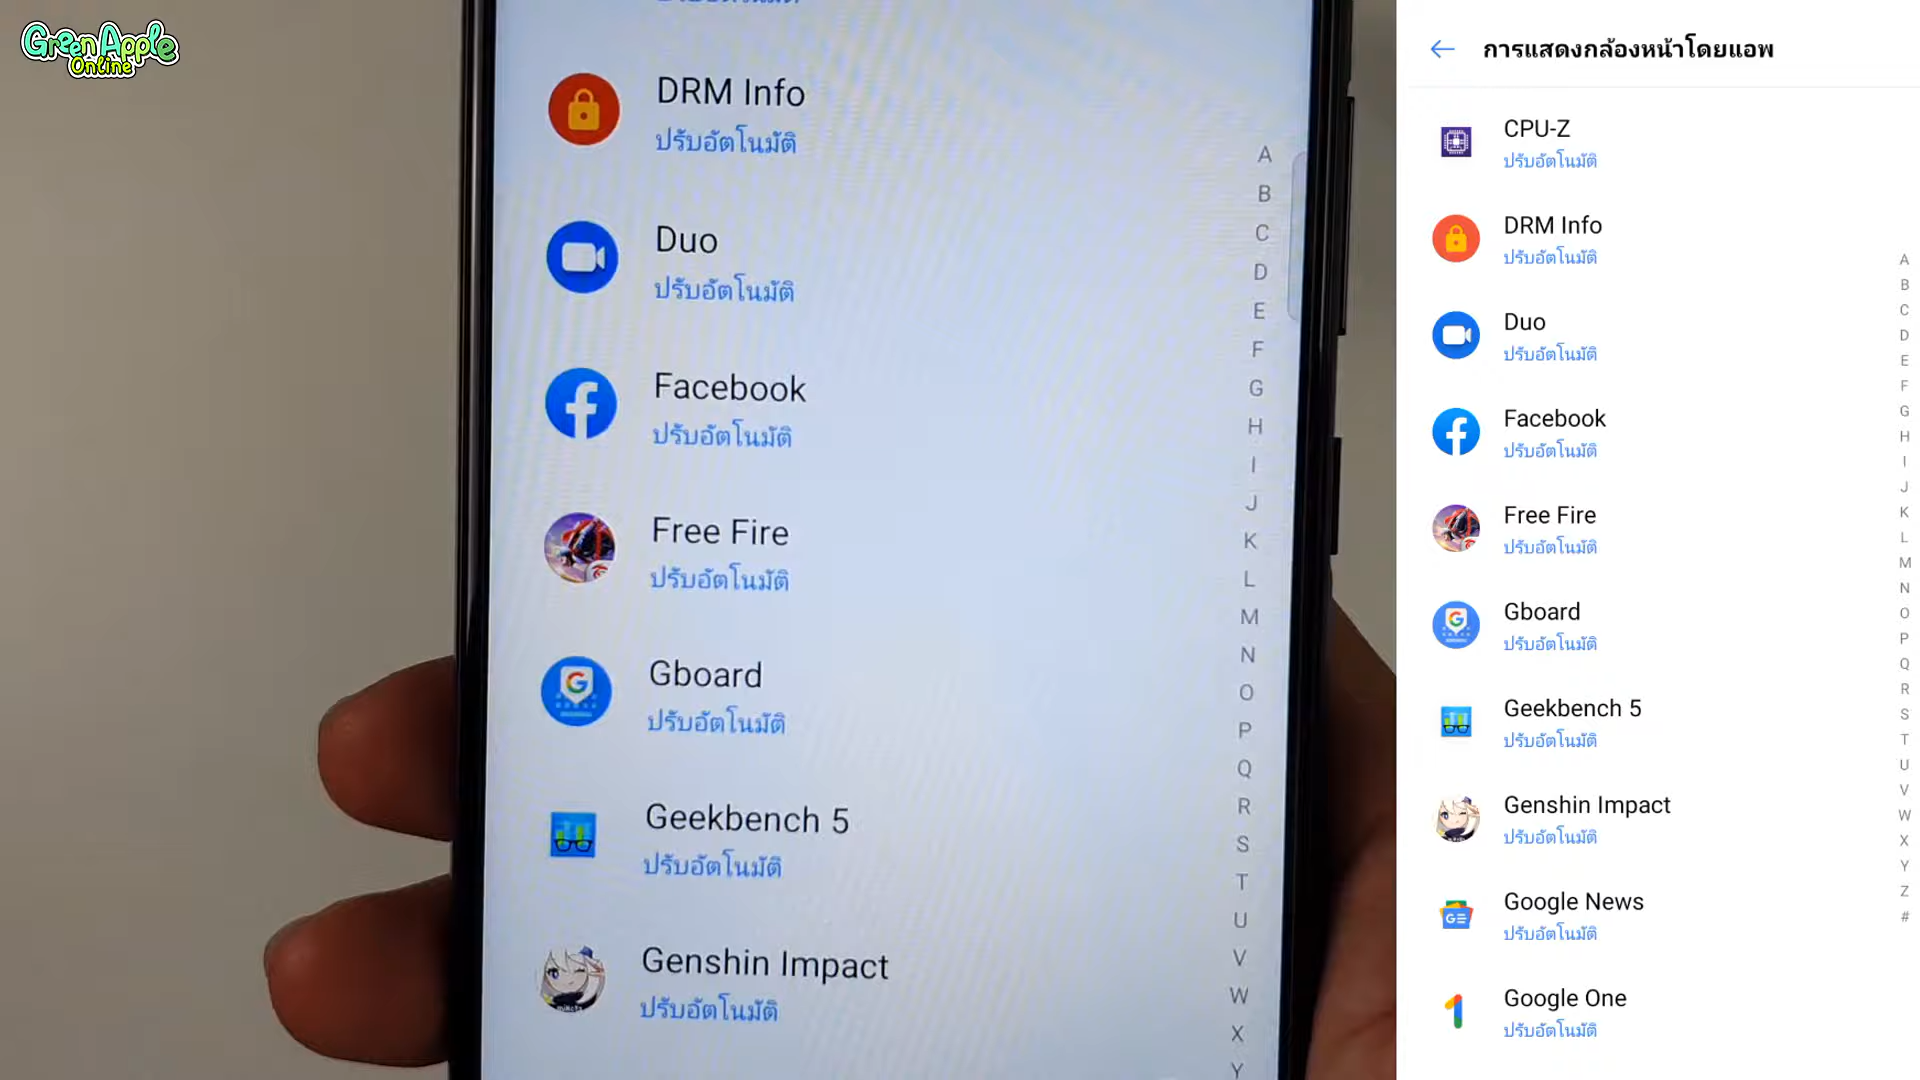 Green Apple
Online
DRM Info
ปรับอัตโนมัติ
Duo
ปรับอัตโนมัติ
Facebook
ปรับอัตโนมัติ
Free Fire
ปรับอัตโนมัติ
Gboard
ปรับอัตโนมัติ
Geekbench 5
ปรับอัตโนมัติ
Genshin Impact
ปรับอัตโนมัติ
A
B
C
D
E
F
G
H
I
J
K
L
M
N
O
P
Q
R
S
T
U
V
W
X
Y
การแสดงกล้องหน้าโดยแอพ
CPU-Z
ปรับอัตโนมัติ
DRM Info
ปรับอัตโนมัติ
Duo
ปรับอัตโนมัติ
Facebook
ปรับอัตโนมัติ
Free Fire
ปรับอัตโนมัติ
Gboard
ปรับอัตโนมัติ
Geekbench 5
ปรับอัตโนมัติ
Genshin Impact
ปรับอัตโนมัติ
Google News
ปรับอัตโนมัติ
Google One
ปรับอัตโนมัติ
A
B
C
D
E
F
G
H
I
J
K
L
M
N
O
P
Q
R
S
T
U
V
W
X
Y
Z
#